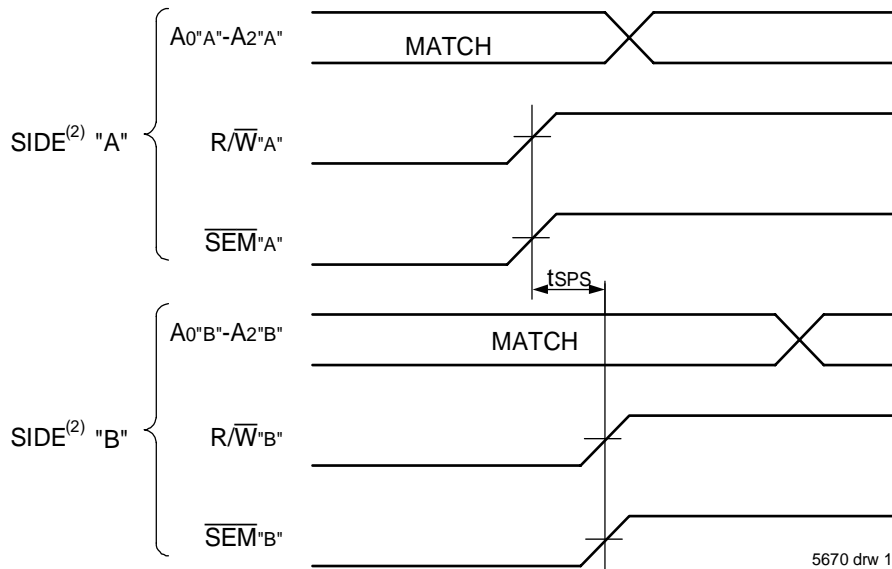 A0"A"-A2"A"
MATCH
SIDE(2) "A"
R/W"A"
SEM"A"
tSPS
A0"B"-A2"B"
MATCH
SIDE(2) "B"
R/W"B"
SEM"B"
5670 drw 1